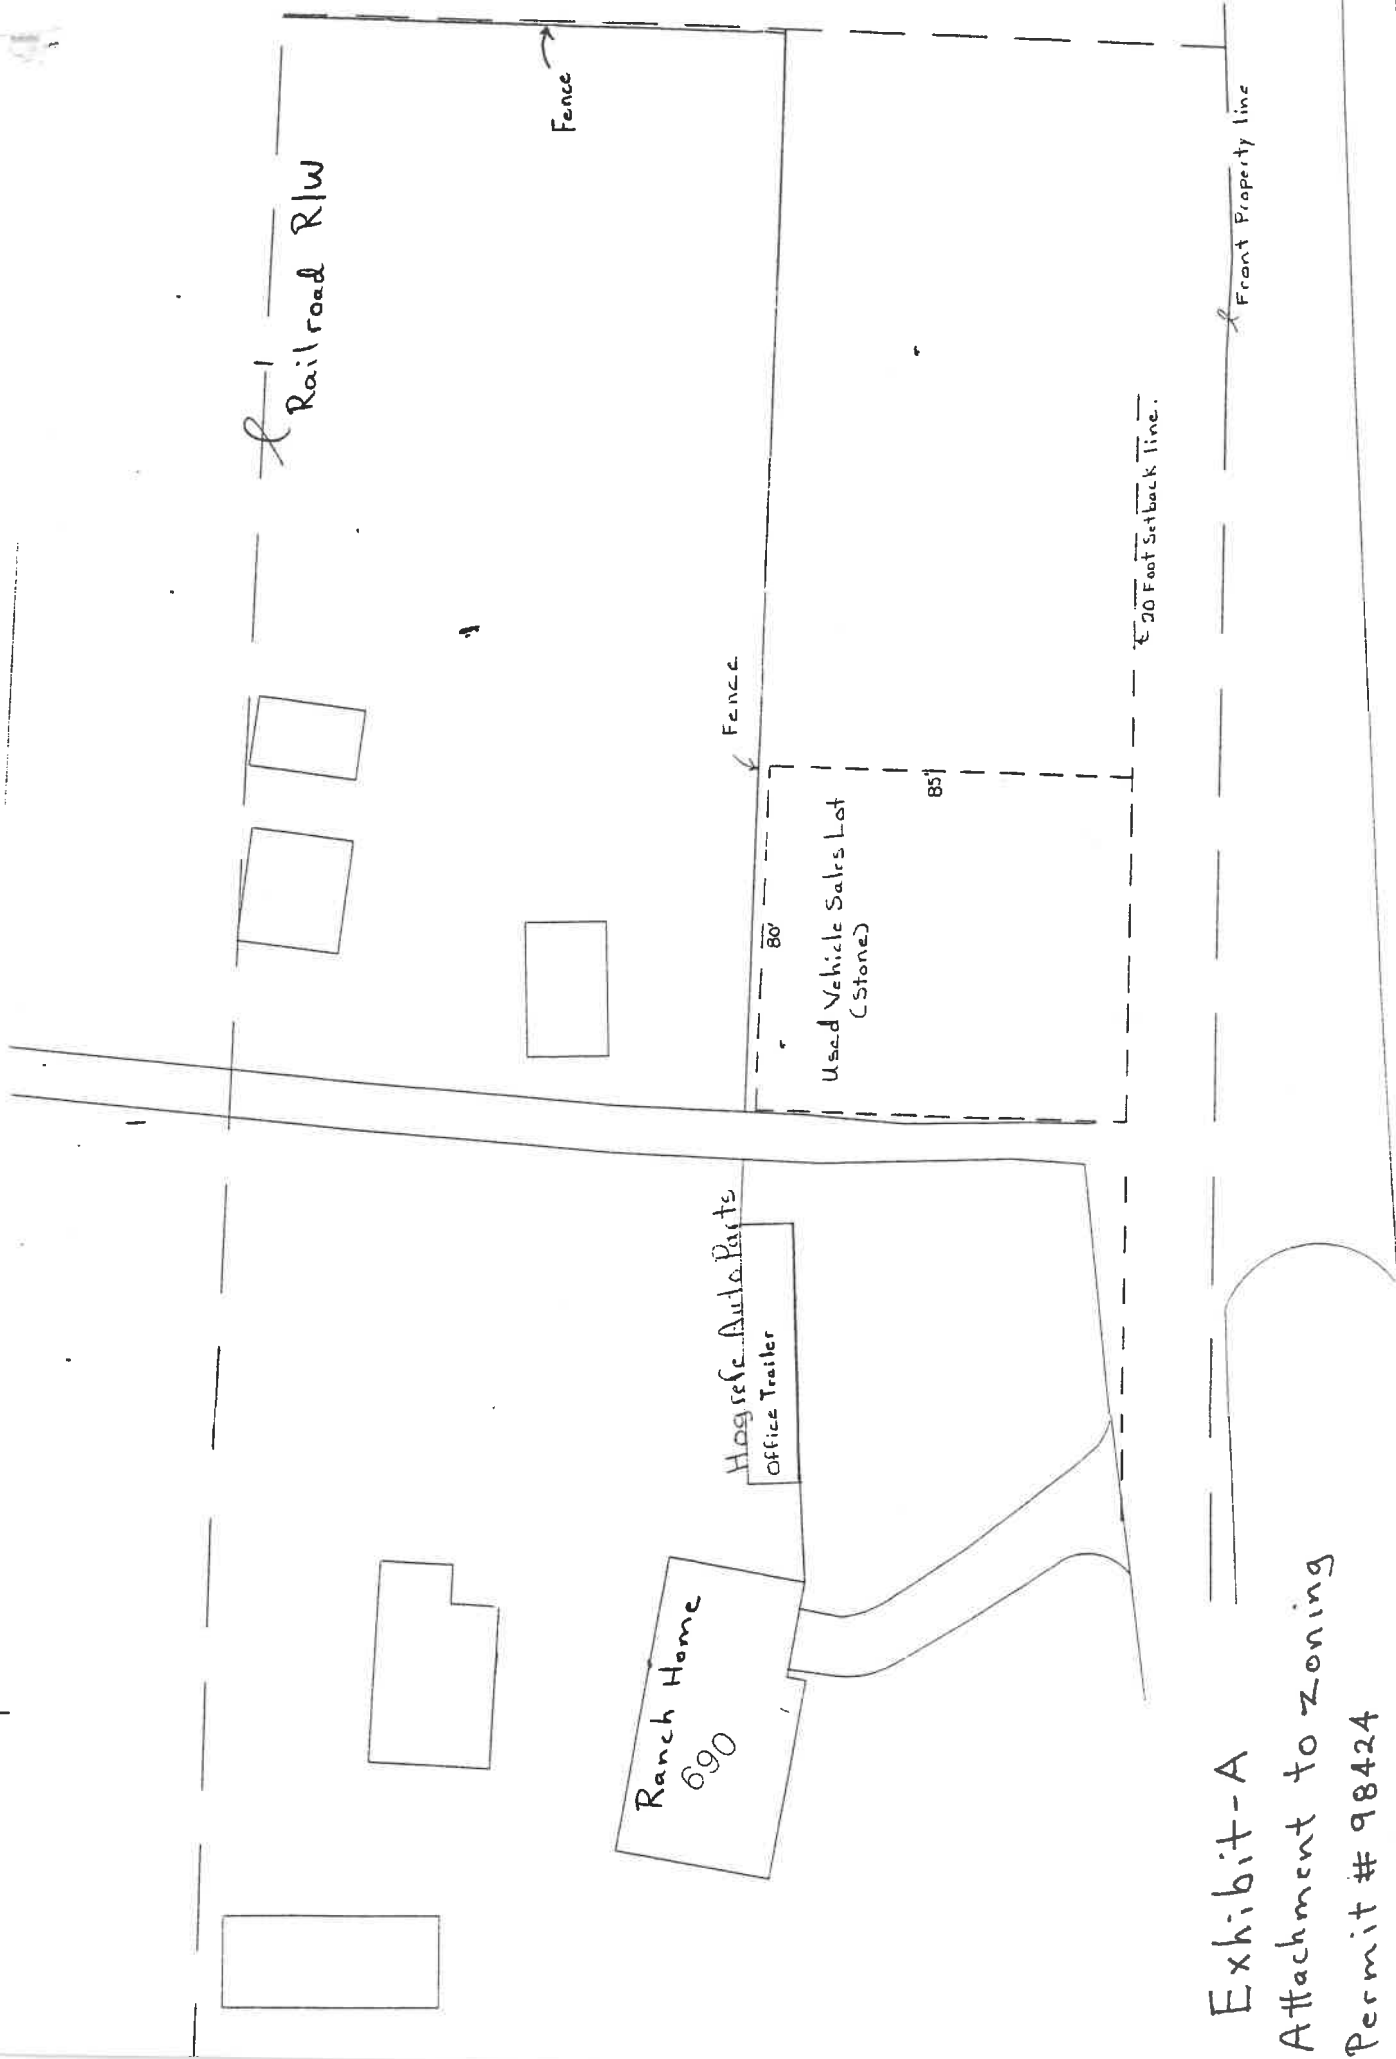 Railroad R/W
Fence
Fence
80'
85'
Used Vehicle Sales Lot
(Stone)
20 Foot Setback line.
Front Property line
Hogrefe Auto Parts
Office Trailer
Ranch Home
690
Exhibit-A
Attachment to zoning
Permit # 98424